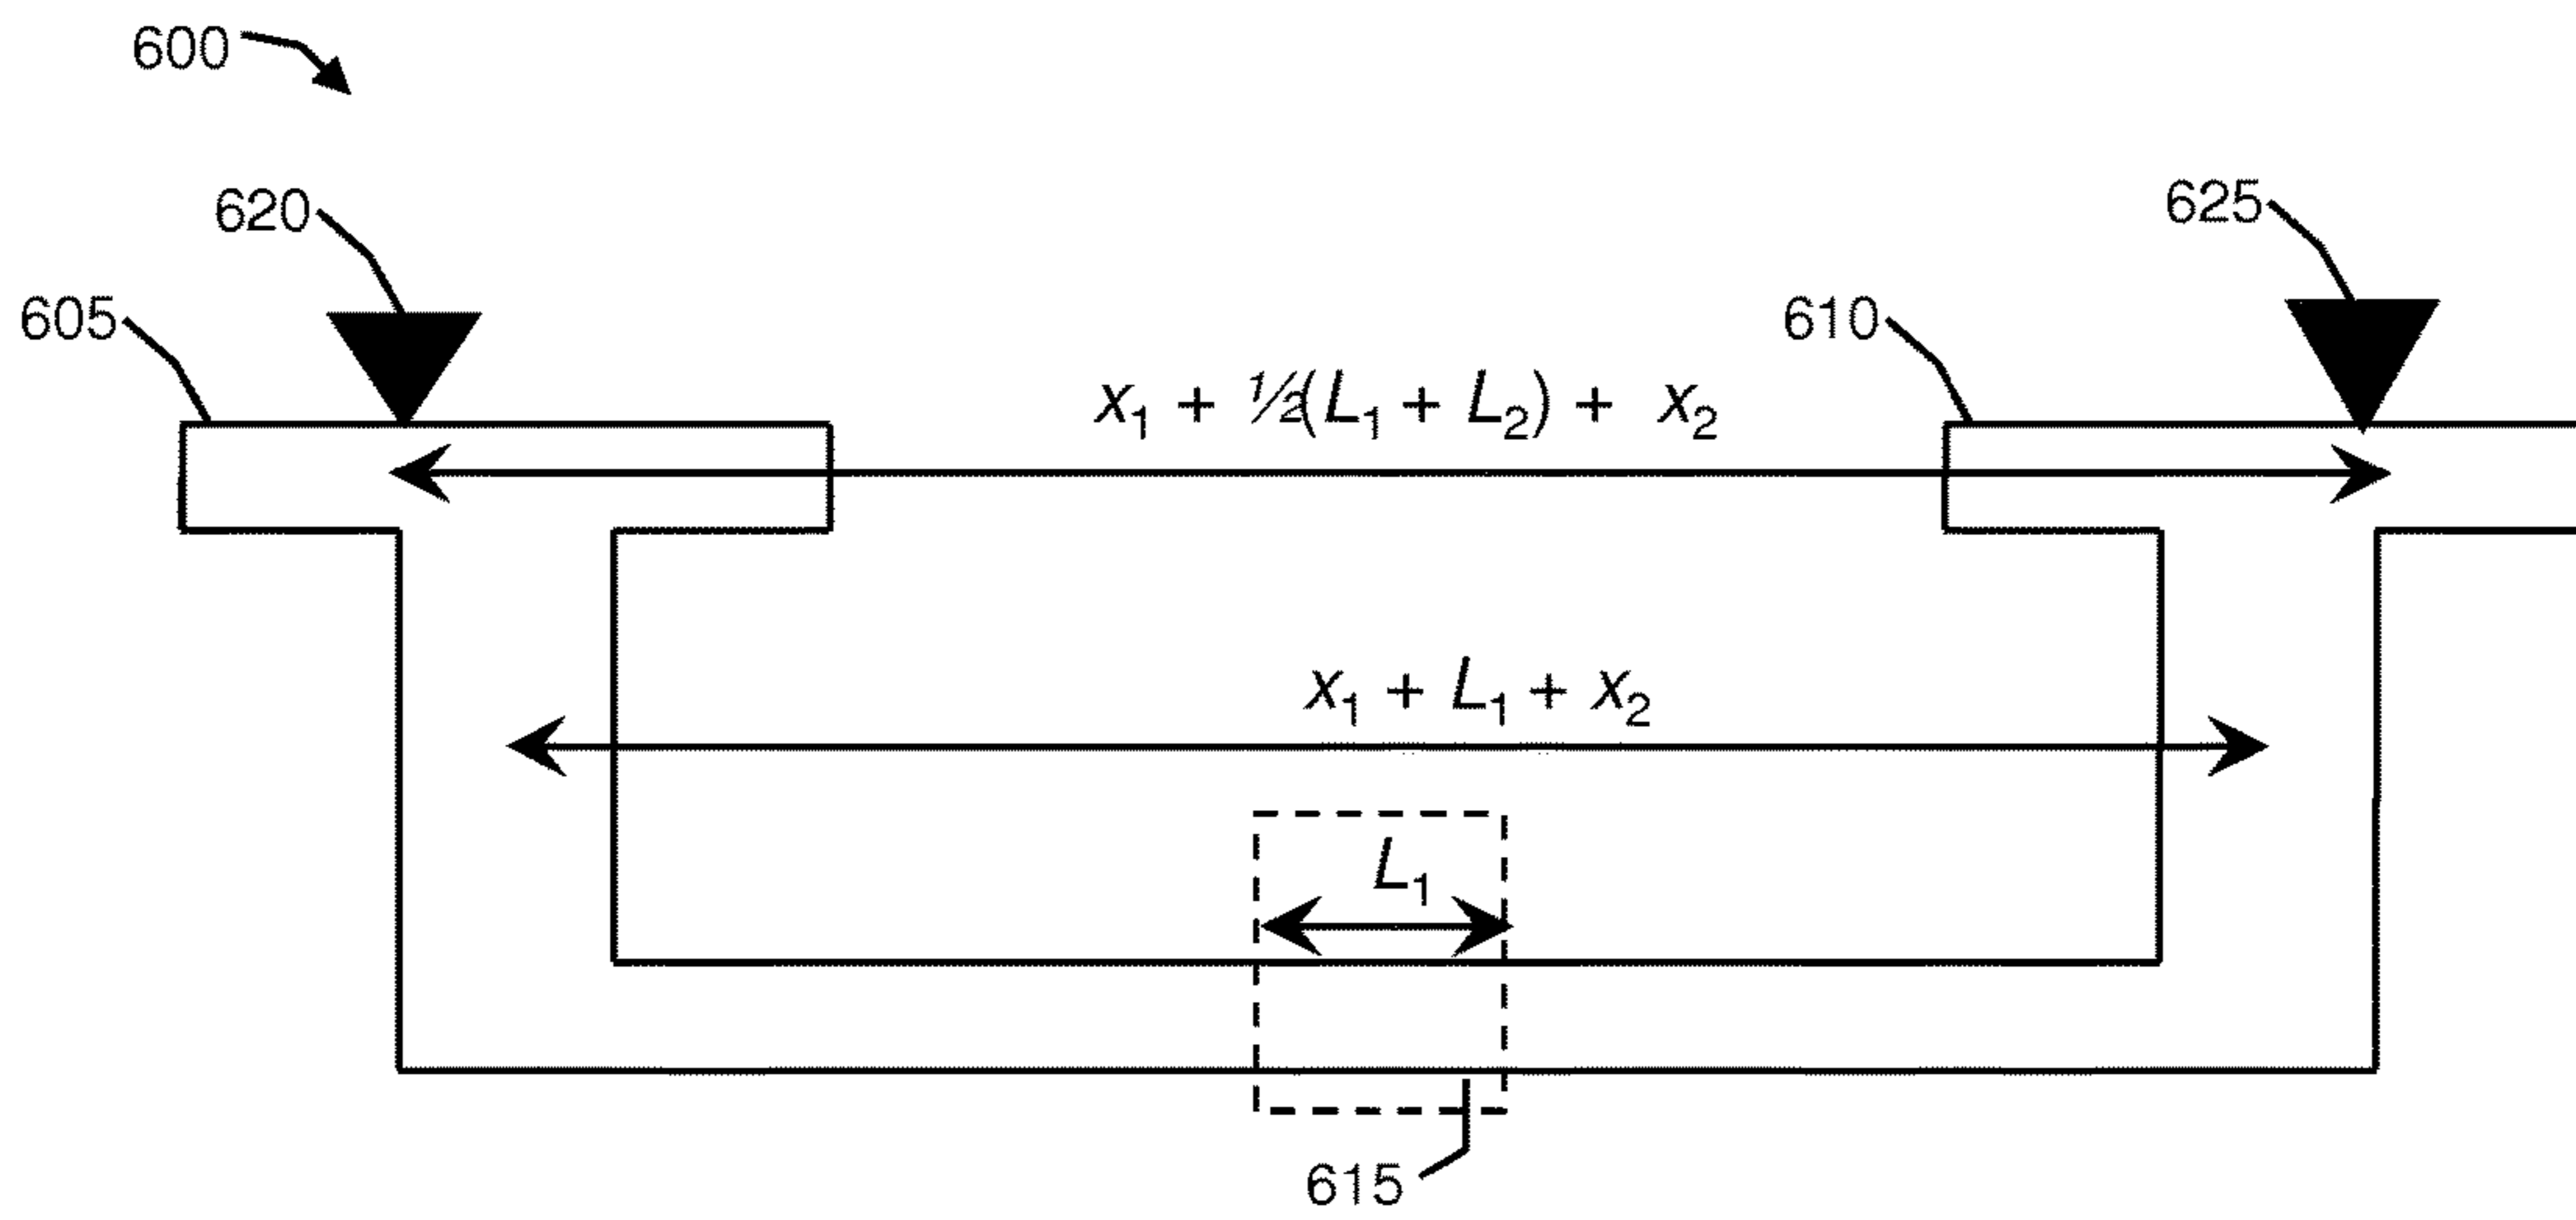 600
620
625
605
610
x₁ + ½(L₁ + L₂) + x₂
x₁ + L₁ + x₂
L₁
615